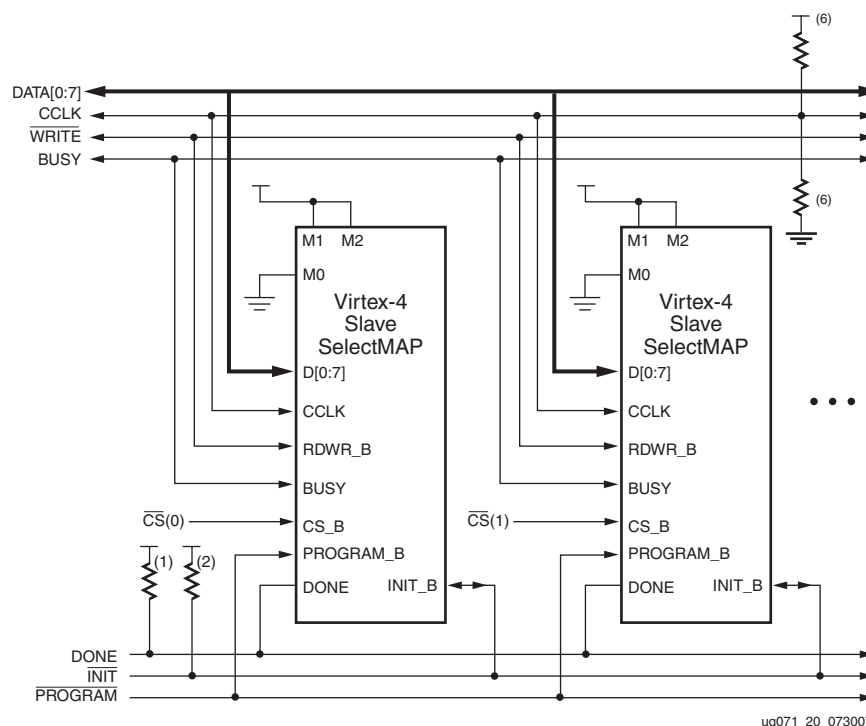 (6)
DATA[0:7]
CCLK
WRITE
BUSY
(6)
M1 M2
M0
Virtex-4
Slave
SelectMAP
D[0:7]
CCLK
RDWR_B
BUSY
CS(0)
CS_B
PROGRAM_B
DONE INIT_B
M1 M2
M0
Virtex-4
Slave
SelectMAP
D[0:7]
CCLK
RDWR_B
BUSY
CS(1)
CS_B
PROGRAM_B
DONE INIT_B
(1)
(2)
DONE
INIT
PROGRAM
ug071_20_07300